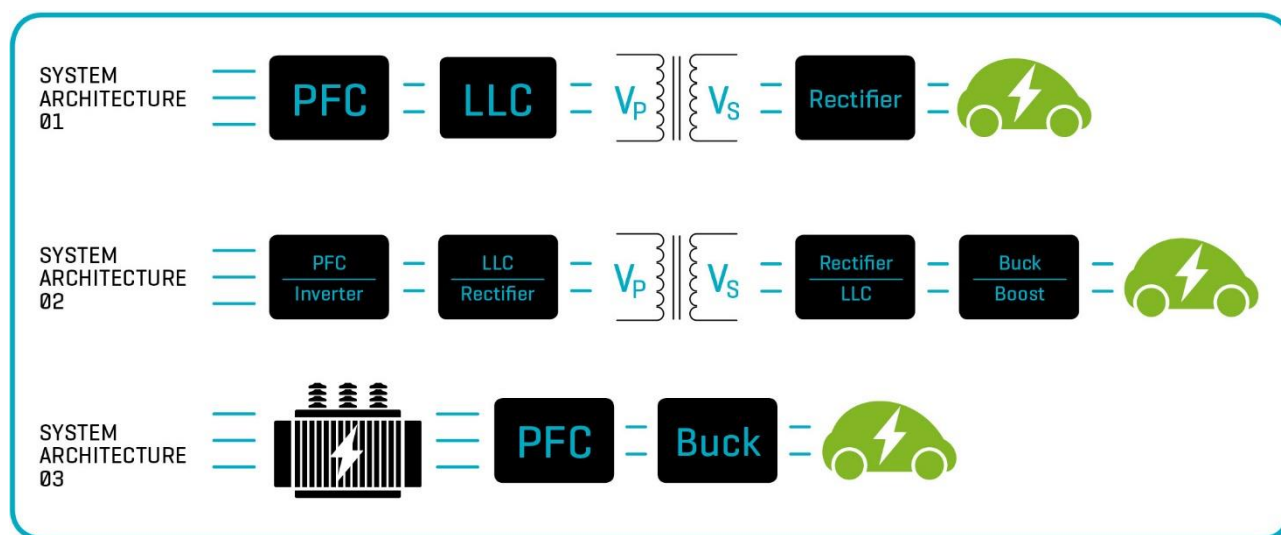 SYSTEM
ARCHITECTURE
01
PFC
LLC
VP
VS
Rectifier
SYSTEM
ARCHITECTURE
02
PFC
Inverter
LLC
Rectifier
VP
VS
Rectifier
LLC
Buck
Boost
SYSTEM
ARCHITECTURE
03
PFC
Buck